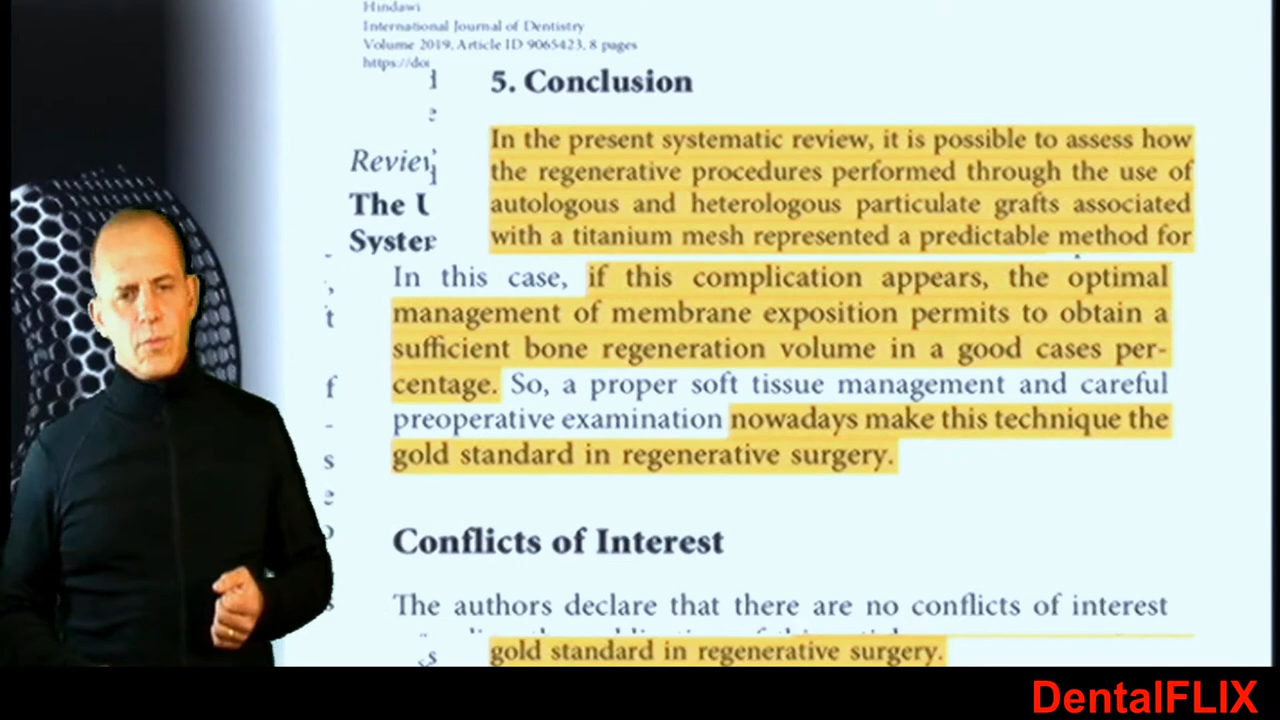 Hindawi
International Journal of Dentistry
Volume 2019, Article ID 9065423, 8 pages
https://doi
5. Conclusion
In the present systematic review, it is possible to assess how
the regenerative procedures performed through the use of
autologous and heterologous particulate grafts associated
with a titanium mesh represented a predictable method for
Review
The U
System
In this case, if this complication appears, the optimal
management of membrane exposition permits to obtain a
sufficient bone regeneration volume in a good cases per-
centage. So, a proper soft tissue management and careful
preoperative examination nowadays make this technique the
gold standard in regenerative surgery.
Conflicts of Interest
The authors declare that there are no conflicts of interest
gold standard in regenerative surgery.
DentalFLIX